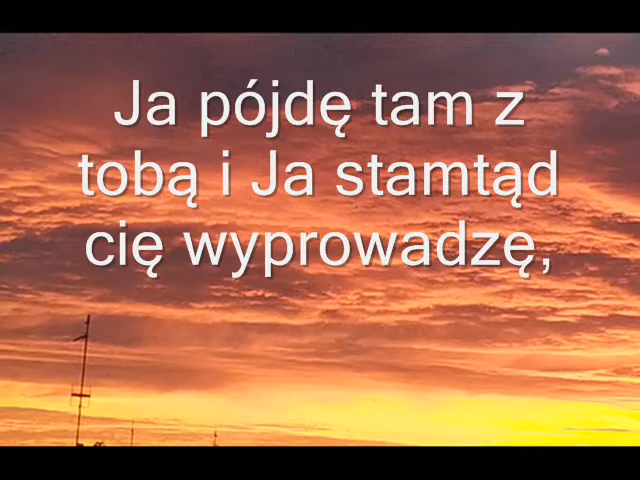 Ja pójdę tam z
tobą i Ja stamtąd
cię wyprowadzę,